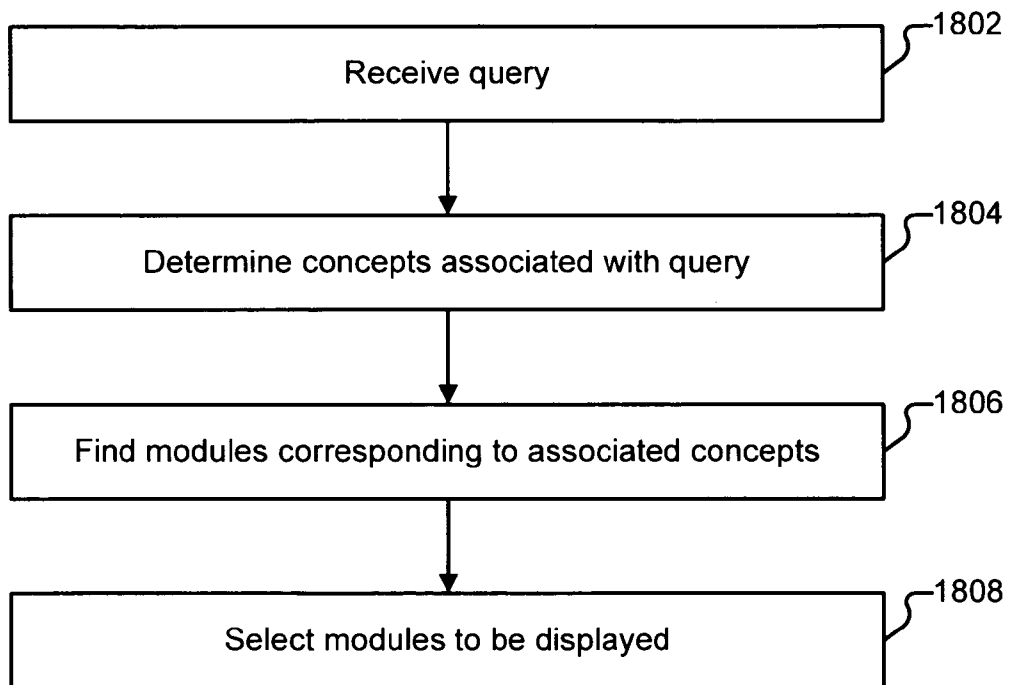 1802
Receive query
1804
Determine concepts associated with query
1806
Find modules corresponding to associated concepts
1808
Select modules to be displayed